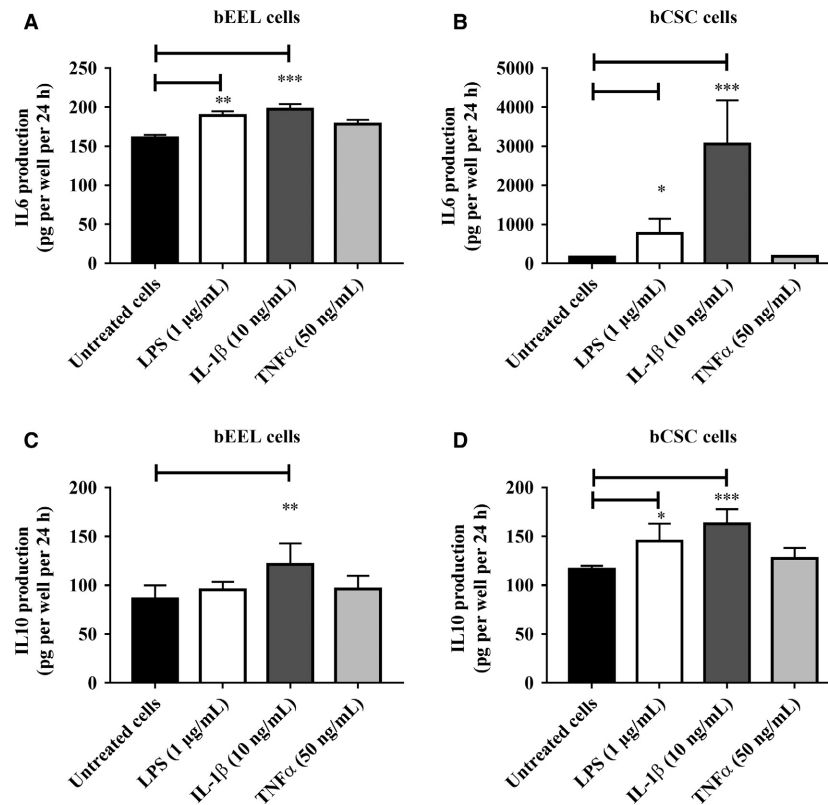 A
bEEL cells
IL6 production
(pg per well per 24 h)
250
200
150
100
50
0
**
***
Untreated cells
LPS (1 µg/mL)
IL-1β (10 ng/mL)
TNFα (50 ng/mL)
B
bCSC cells
IL6 production
(pg per well per 24 h)
5000
4000
3000
2000
1000
0
*
***
Untreated cells
LPS (1 µg/mL)
IL-1β (10 ng/mL)
TNFα (50 ng/mL)
C
bEEL cells
IL10 production
(pg per well per 24 h)
200
150
100
50
0
**
Untreated cells
LPS (1 µg/mL)
IL-1β (10 ng/mL)
TNFα (50 ng/mL)
D
bCSC cells
IL10 production
(pg per well per 24 h)
200
150
100
50
0
*
***
Untreated cells
LPS (1 µg/mL)
IL-1β (10 ng/mL)
TNFα (50 ng/mL)